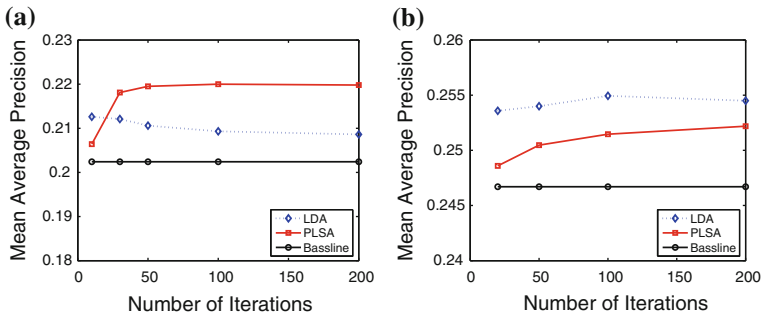 (a)
Mean Average Precision
0.23
0.22
0.21
0.2
0.19
0.18
0
50
100
150
200
Number of Iterations
LDA
PLSA
Bassline
(b)
Mean Average Precision
0.26
0.255
0.25
0.245
0.24
0
50
100
150
200
Number of Iterations
LDA
PLSA
Bassline